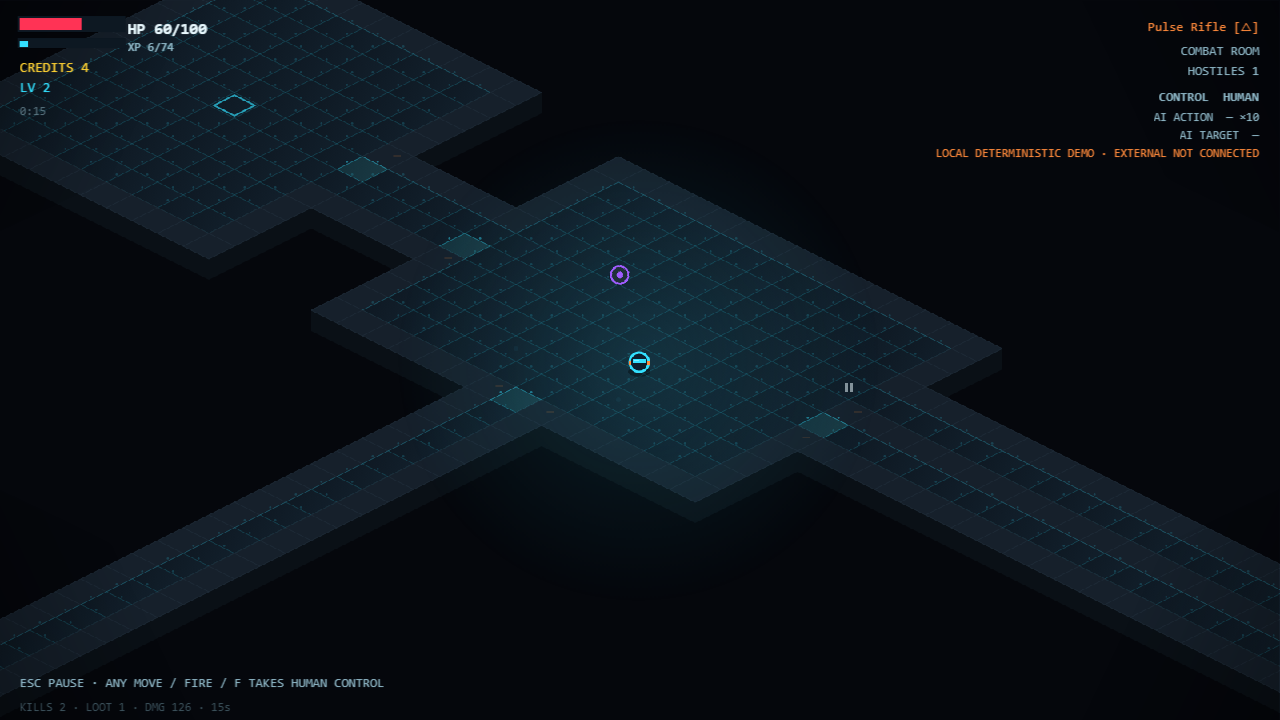 HP 60/100
XP 6/74
CREDITS 4
LV 2
0:15
Pulse Rifle [△]
COMBAT ROOM
HOSTILES 1
CONTROL HUMAN
AI ACTION — ×10
AI TARGET —
LOCAL DETERMINISTIC DEMO · EXTERNAL NOT CONNECTED
ESC PAUSE · ANY MOVE / FIRE / F TAKES HUMAN CONTROL
KILLS 2 · LOOT 1 · DMG 126 · 15s